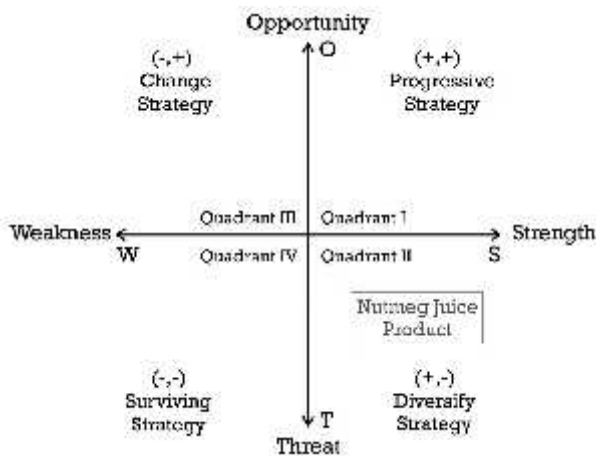 Opportunity
O
(-,+)
Change
Strategy
(+,+)
Progressive
Strategy
Quadrant III
Quadrant I
Weakness
Strength
W
Quadrant IV
Quadrant II
S
Nutmeg Juice
Product
(-,-)
Surviving
Strategy
(+,-)
Diversify
Strategy
T
Threat